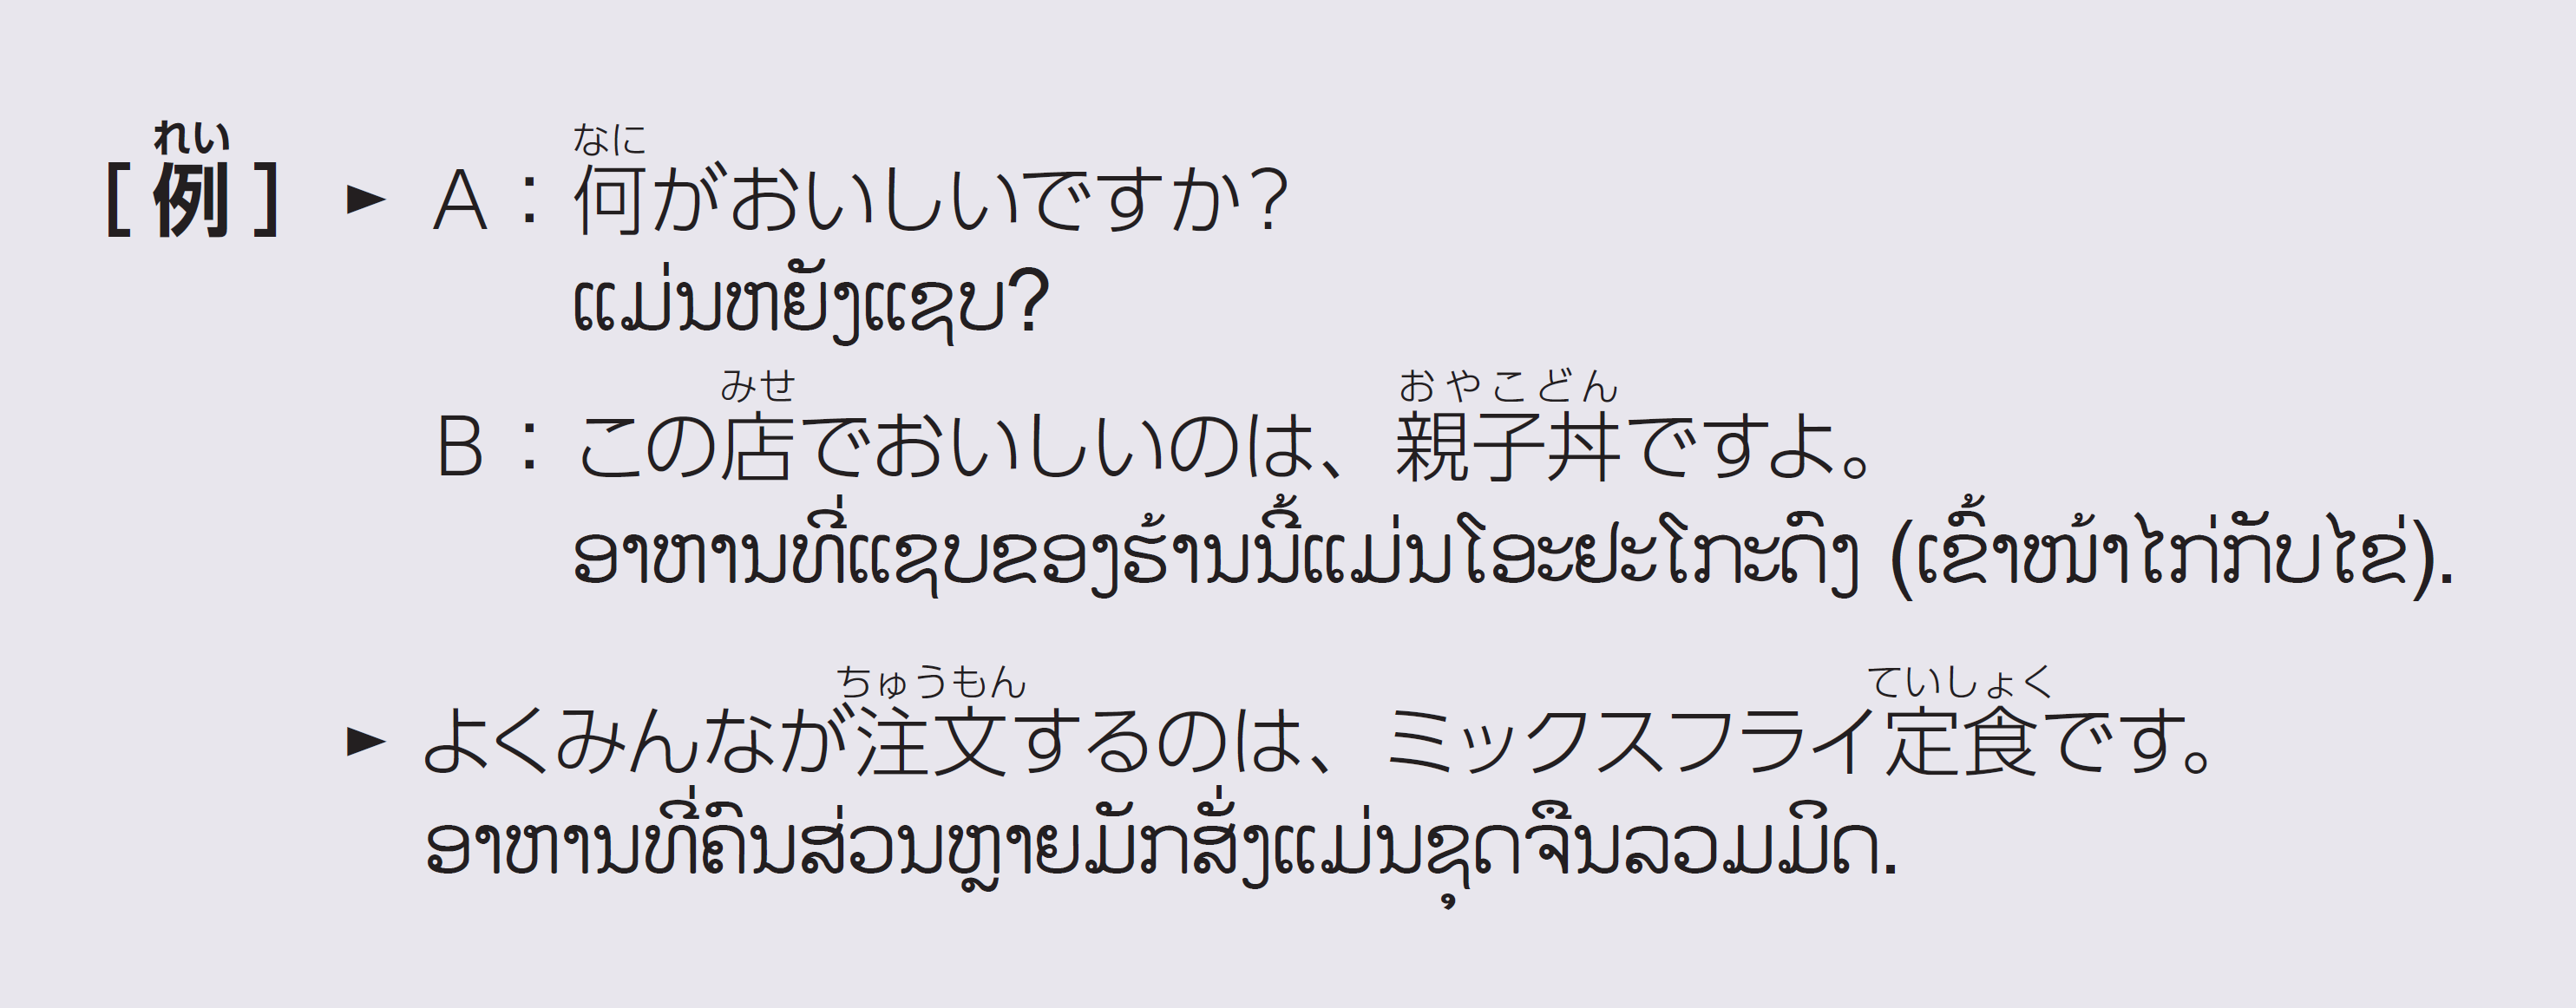 れい なに
[ 例 ] ► A：何がおいしいですか？
ແມ່ນຫຍັງແຊບ?
みせ おやこどん
B：この店でおいしいのは、親子丼ですよ。
ອາຫານທີ່ແຊບຂອງຮ້ານນີ້ແມ່ນໂອະຢະໂກະດົງ (ເຂົ້າໜ້າໄກ່ກັບໄຂ່).
ちゅうもん ていしょく
► よくみんなが注文するのは、ミックスフライ定食です。
ອາຫານທີ່ຄົນສ່ວນຫຼາຍມັກສັ່ງແມ່ນຊຸດຈືນລວມມິດ.